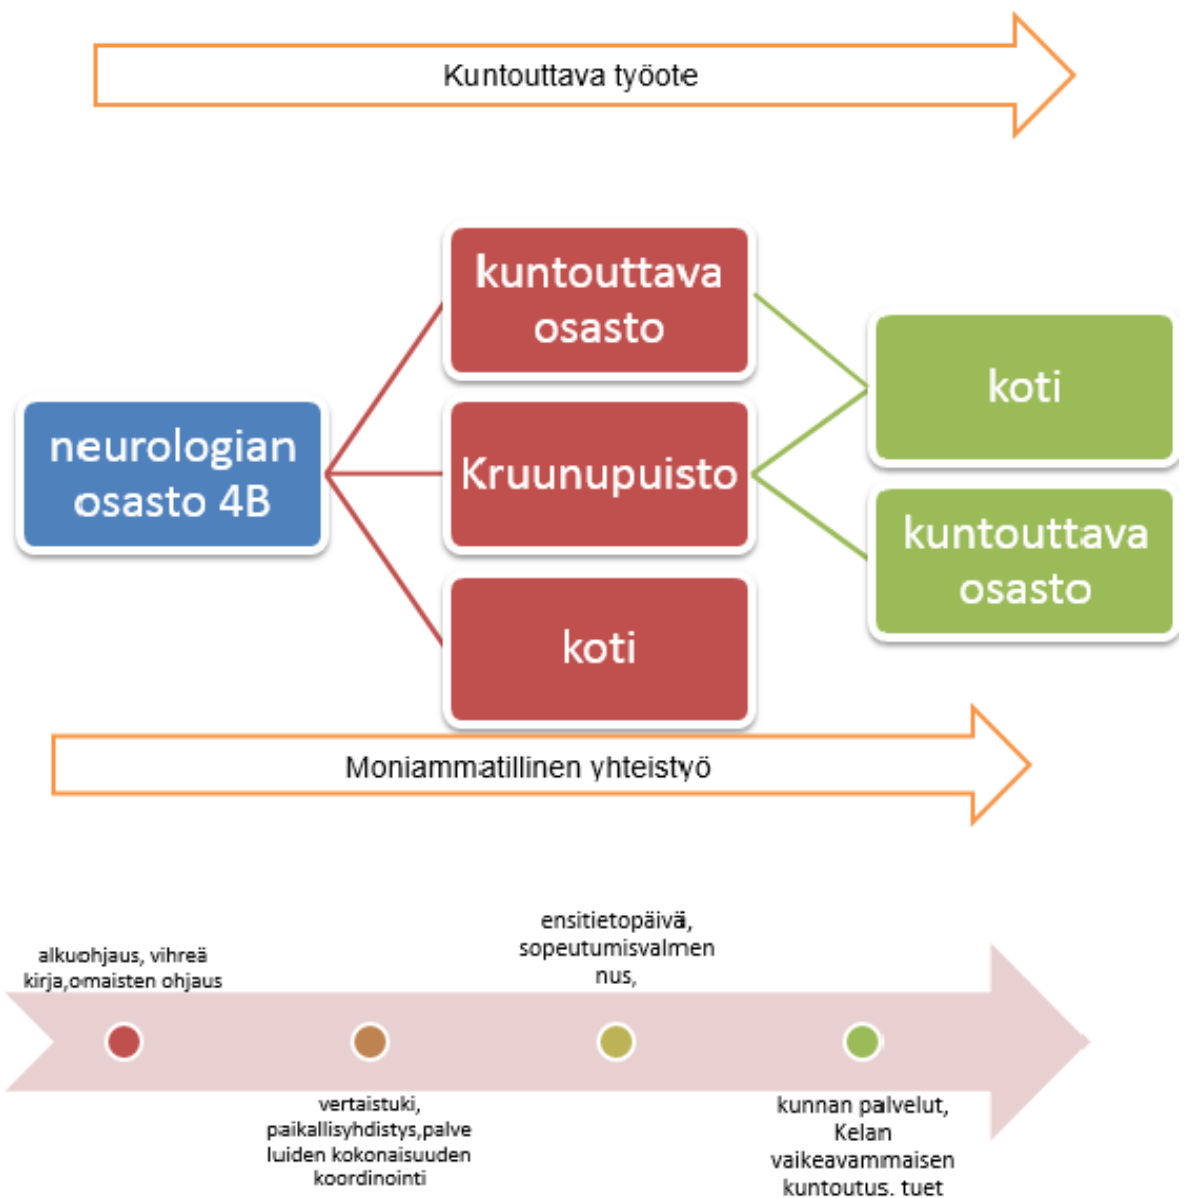 Kuntouttava työote
kuntouttava
osasto
neurologian
osasto 4B
Kruunupuisto
koti
koti
kuntouttava
osasto
Moniammatillinen yhteistyö
alkuohjaus, vihreä
kirja,omaisten ohjaus
vertaistuki,
paikallisyhdistys,palve
luiden kokonaisuuden
koordinointi
ensitietopäivä,
sopeutumisvalmen
nus,
kunnan palvelut,
Kelan
vaikeavammaisen
kuntoutus. tuet